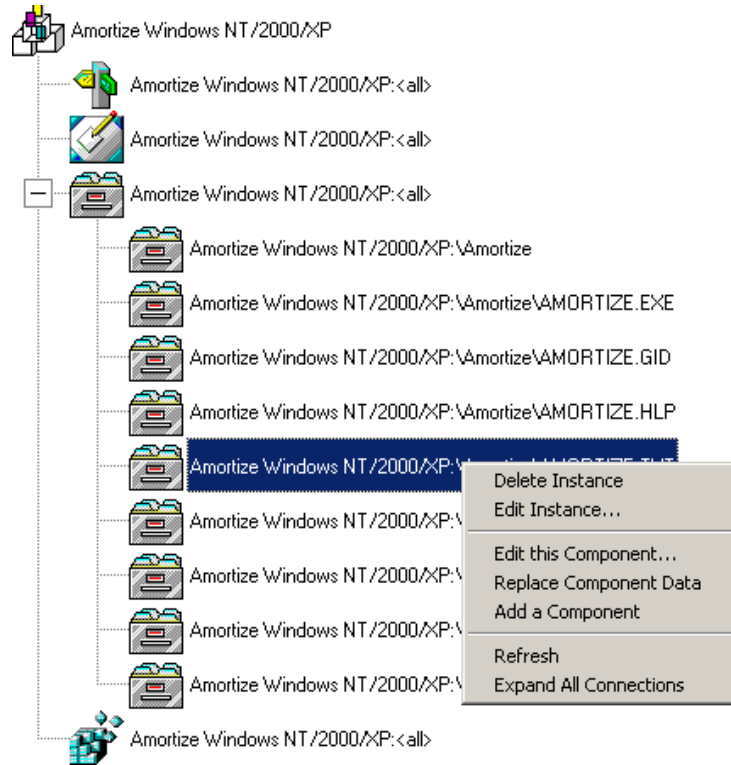 Amortize Windows NT/2000/XP
Amortize Windows NT/2000/XP:<all>
Amortize Windows NT/2000/XP:<all>
Amortize Windows NT/2000/XP:<all>
Amortize Windows NT/2000/XP:\Amortize
Amortize Windows NT/2000/XP:\Amortize\AMORTIZE.EXE
Amortize Windows NT/2000/XP:\Amortize\AMORTIZE.GID
Amortize Windows NT/2000/XP:\Amortize\AMORTIZE.HLP
Amortize Windows NT/2000/XP:\Amortize\AMORTIZE.TXT
Delete Instance
Edit Instance...
Amortize Windows NT/2000/XP:\
Edit this Component...
Amortize Windows NT/2000/XP:\
Replace Component Data
Add a Component
Amortize Windows NT/2000/XP:\
Refresh
Amortize Windows NT/2000/XP:\
Expand All Connections
Amortize Windows NT/2000/XP:<all>